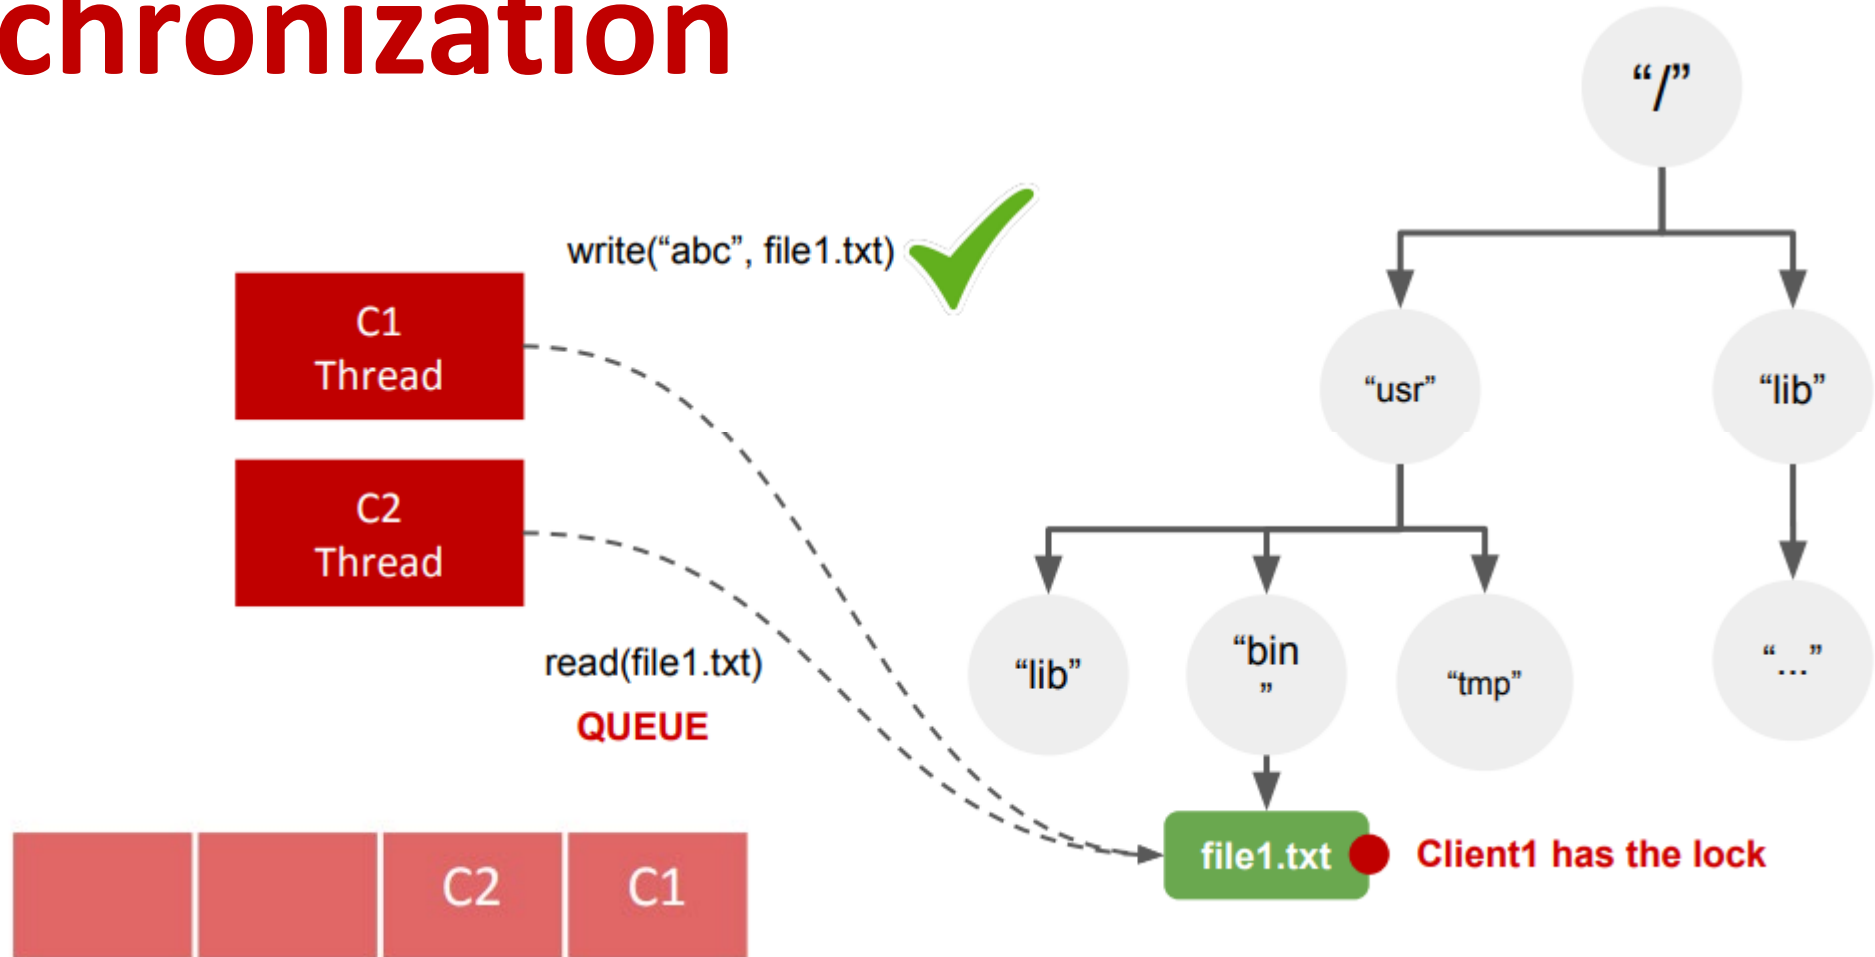 chronization
“/”
write(“abc”, file1.txt)
C1
Thread
“usr”
“lib”
C2
Thread
read(file1.txt)
QUEUE
“lib”
“bin
”
“tmp”
“...”
file1.txt
Client1 has the lock
C2
C1